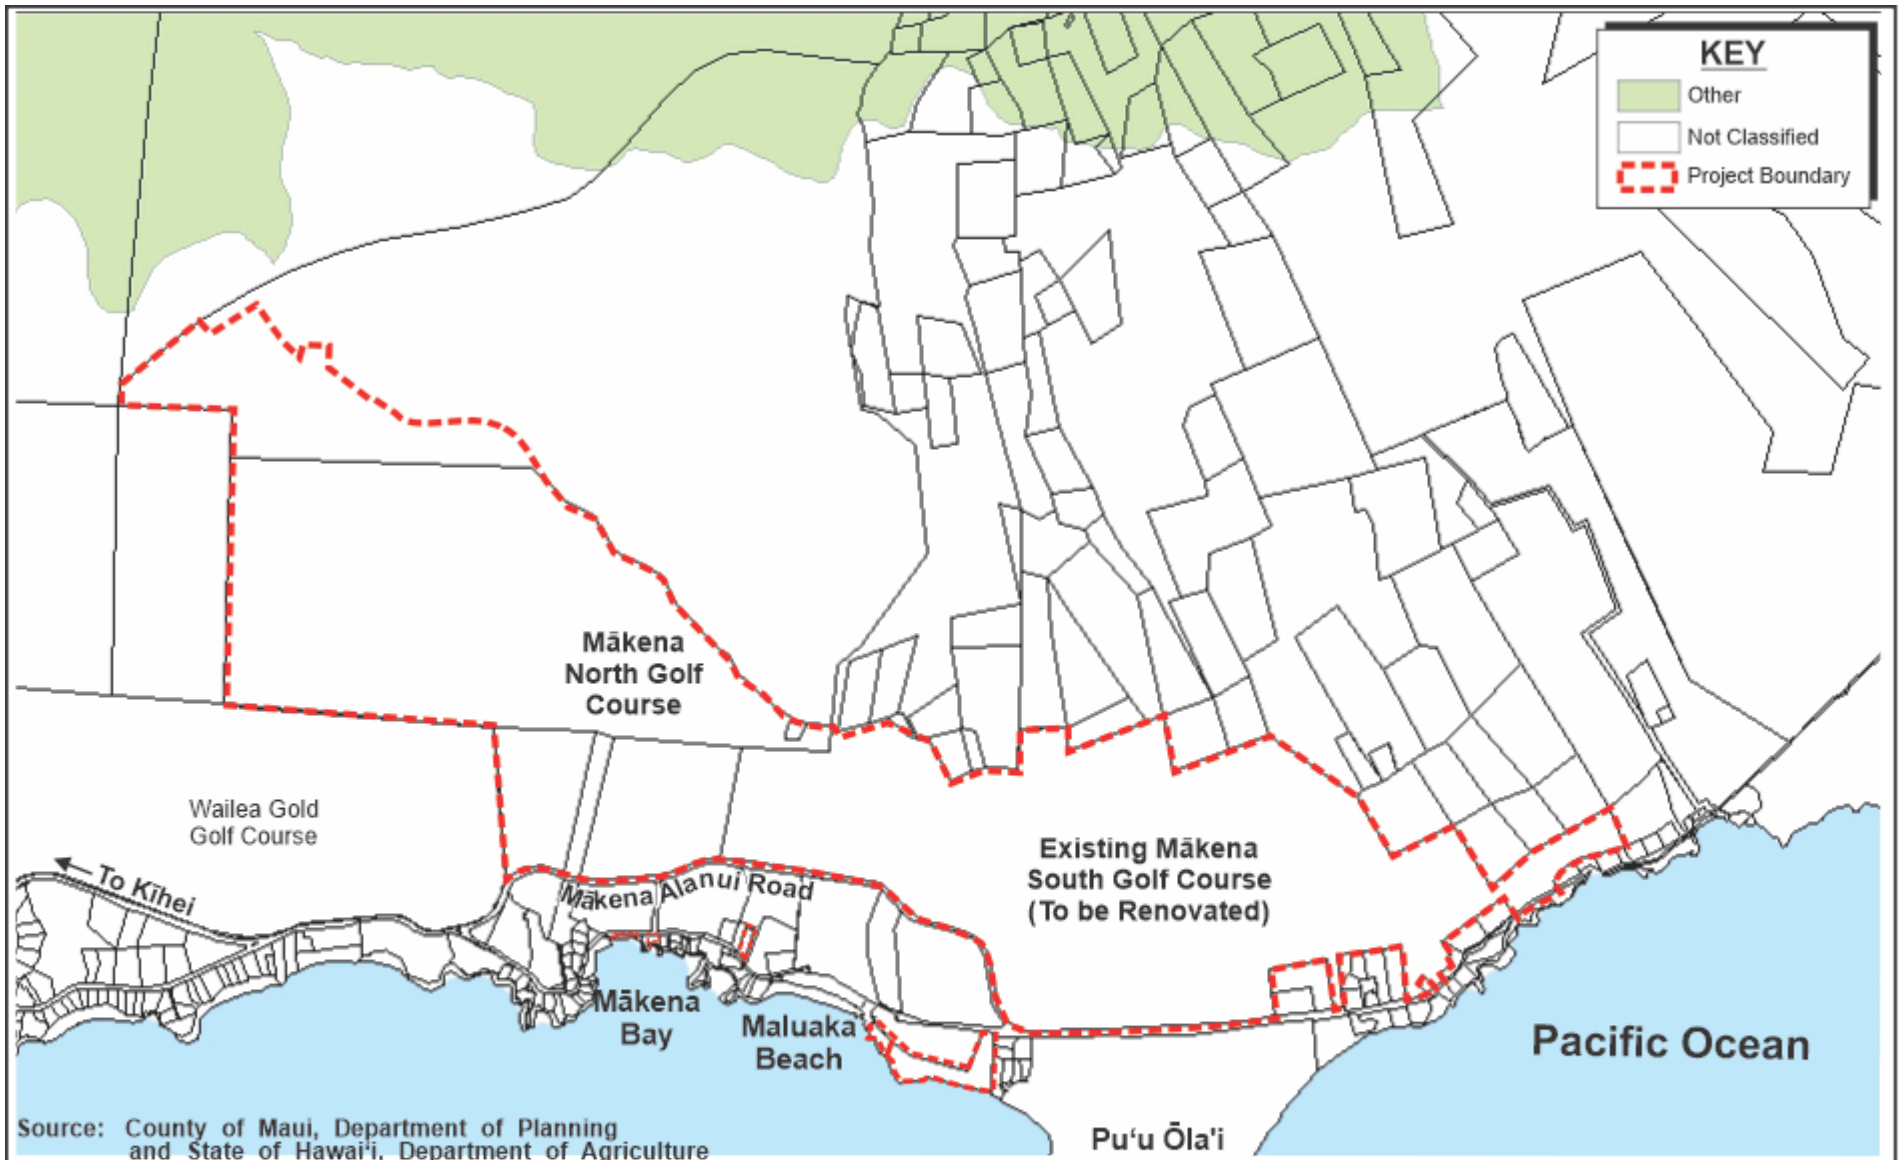 KEY
Other
Not Classified
Project Boundary
Mākena
North Golf
Course
Wailea Gold
Golf Course
To Kīhei
Mākena Alanui Road
Existing Mākena
South Golf Course
(To be Renovated)
Mākena
Bay
Maluaka
Beach
Pacific Ocean
Pu‘u Ōla'i
Source: County of Maui, Department of Planning
and State of Hawai‘i, Department of Agriculture